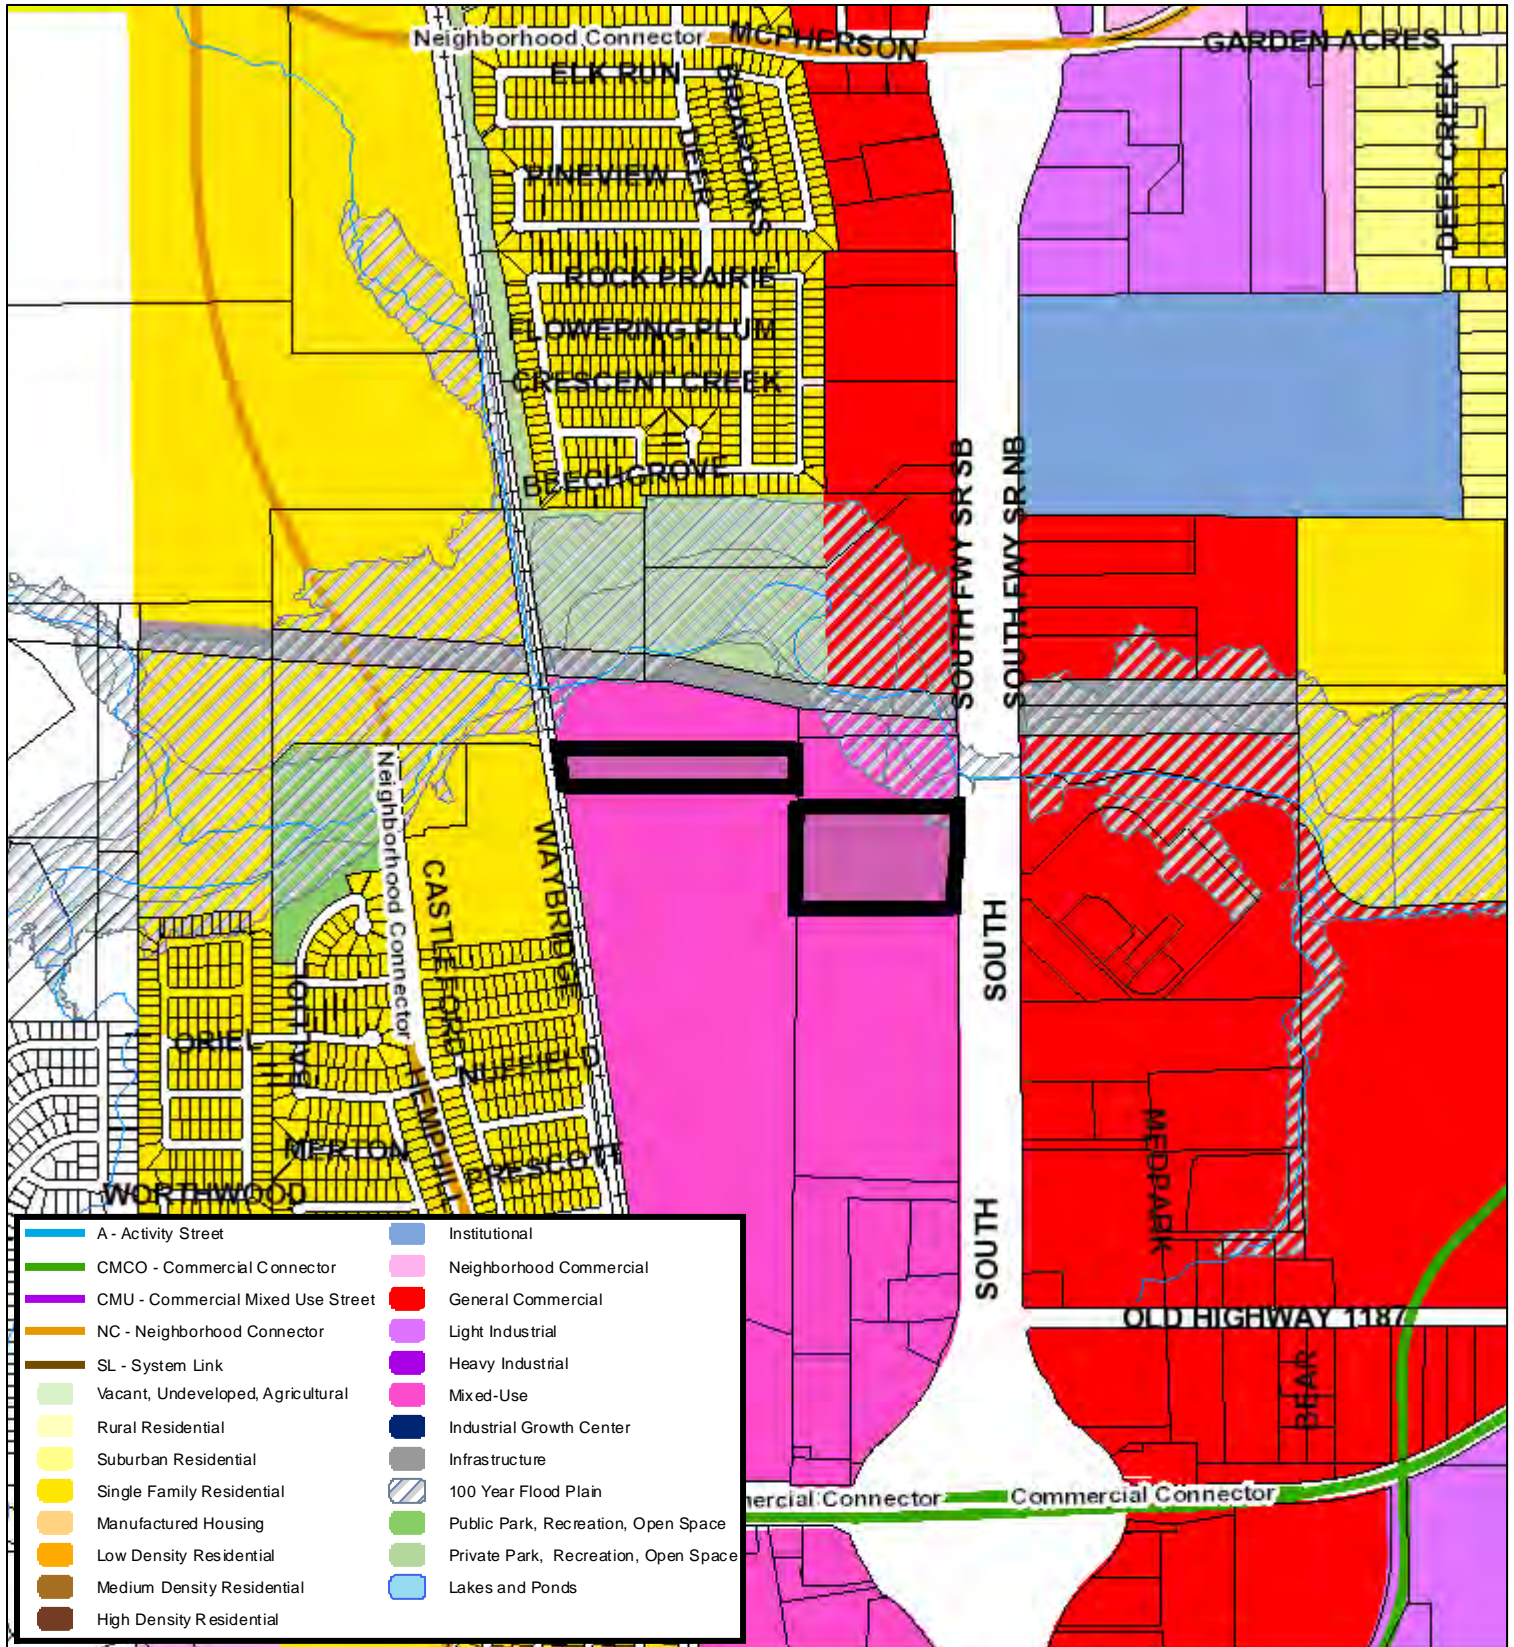 Neighborhood Connector
MCPHERSON
GARDEN ACRES
ELK RUN
BRIAROAKS
DEER CREEK
DEER
PINEVIEW
ROCK PRAIRIE
FLOWERING PLUM
CRESCENT CREEK
BEECH GROVE
SOUTH FWY SR SB
SOUTH FWY SR NB
Neighborhood Connector
WAYBRIDGE
CASTLEFORD
SOUTH
ORIEL
NUFFIELD
HEMPHILL
MERTON
PRESCOTT
MEDPARK
WORTHWOOD
SOUTH
OLD HIGHWAY 1187
BEAR
mercial Connector
Commercial Connector
A - Activity Street
CMCO - Commercial Connector
CMU - Commercial Mixed Use Street
NC - Neighborhood Connector
SL - System Link
Vacant, Undeveloped, Agricultural
Rural Residential
Suburban Residential
Single Family Residential
Manufactured Housing
Low Density Residential
Medium Density Residential
High Density Residential
Institutional
Neighborhood Commercial
General Commercial
Light Industrial
Heavy Industrial
Mixed-Use
Industrial Growth Center
Infrastructure
100 Year Flood Plain
Public Park, Recreation, Open Space
Private Park, Recreation, Open Space
Lakes and Ponds